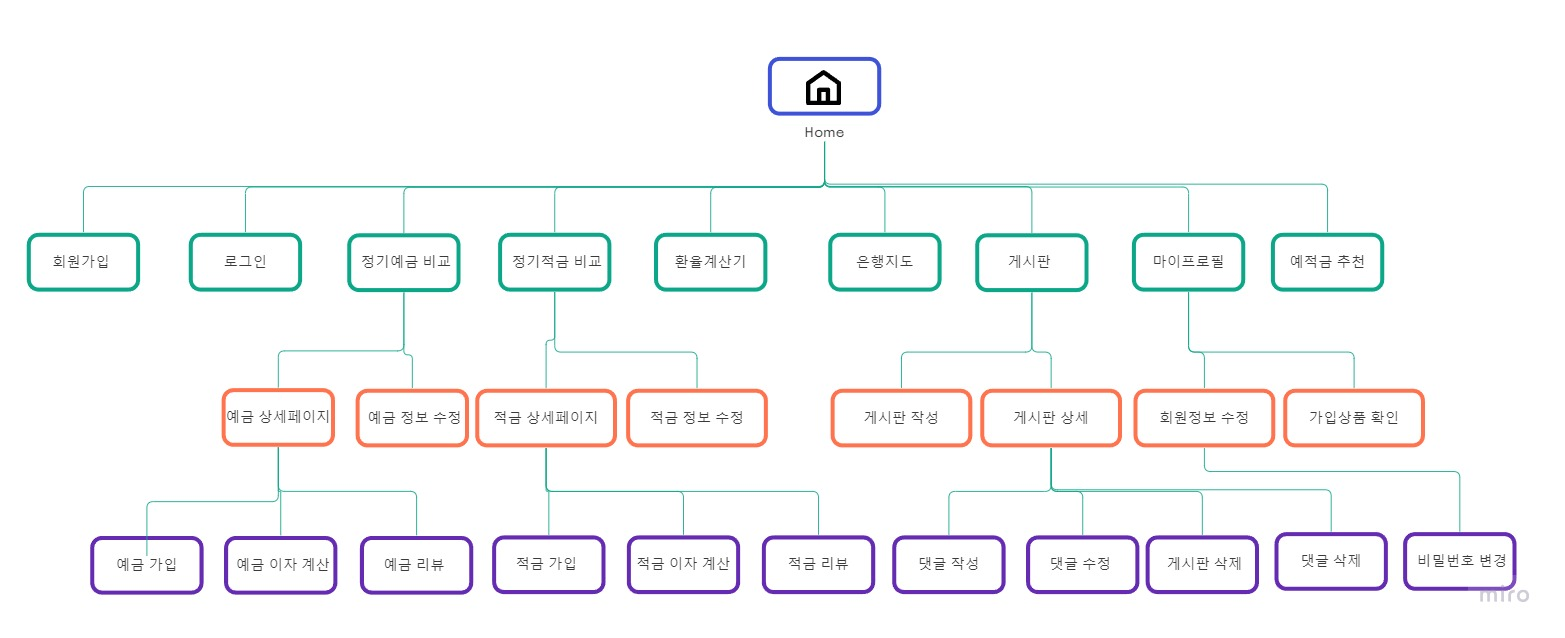 Home
회원가입
로그인
정기예금 비교
정기적금 비교
환율계산기
은행지도
게시판
마이프로필
예적금 추천
예금 상세페이지
예금 정보 수정
적금 상세페이지
적금 정보 수정
게시판 작성
게시판 상세
회원정보 수정
가입상품 확인
예금 가입
예금 이자 계산
예금 리뷰
적금 가입
적금 이자 계산
적금 리뷰
댓글 작성
댓글 수정
게시판 삭제
댓글 삭제
비밀번호 변경
miro